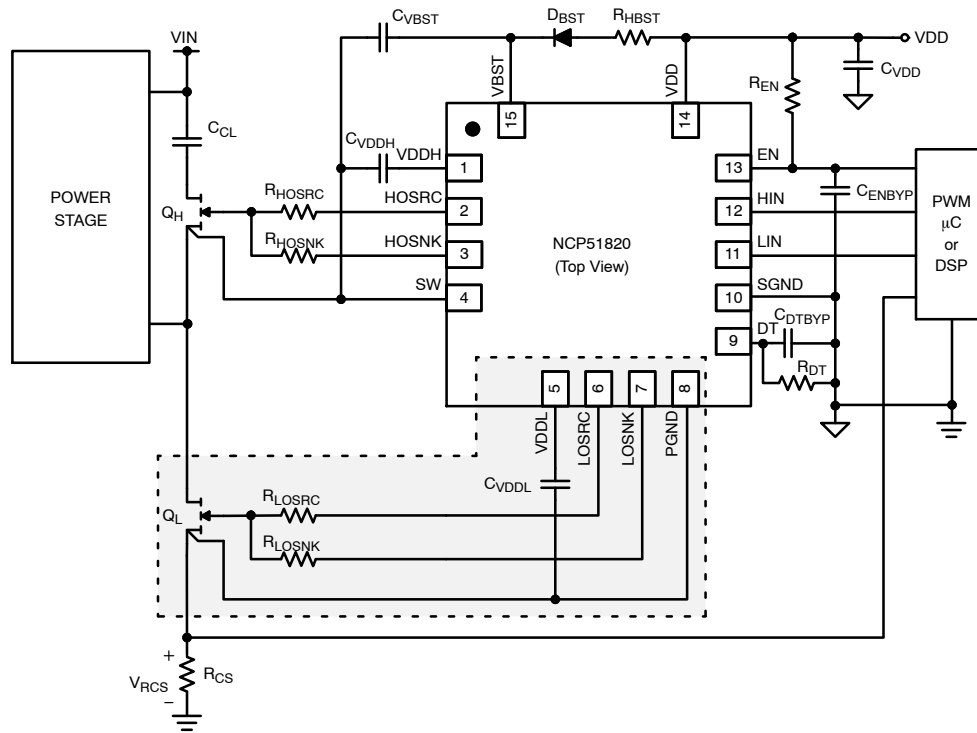 VIN
POWER
STAGE
CCL
QH
RHOSRC
RHOSNK
CVBST
DBST
RHBST
VDD
CVDD
REN
VBST
VDD
15
14
CVDDH
VDDH
1
HOSRC
2
HOSNK
3
SW
4
NCP51820
(Top View)
13
EN
12
HIN
11
LIN
10
SGND
9
DT
CENBYP
CDTBYP
RDT
PWM
μC
or
DSP
5
6
7
8
VDDL
LOSRC
LOSNK
PGND
CVDDL
QL
RLOSRC
RLOSNK
+
VRCS
RCS
−